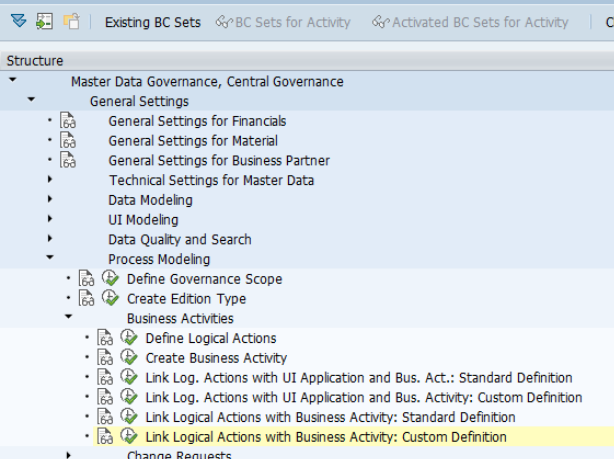 Existing BC Sets BC Sets for Activity Activated BC Sets for Activity C
Structure
Master Data Governance, Central Governance
General Settings
General Settings for Financials
General Settings for Material
General Settings for Business Partner
Technical Settings for Master Data
Data Modeling
UI Modeling
Data Quality and Search
Process Modeling
Define Governance Scope
Create Edition Type
Business Activities
Define Logical Actions
Create Business Activity
Link Log. Actions with UI Application and Bus. Act.: Standard Definition
Link Log. Actions with UI Application and Bus. Activity: Custom Definition
Link Logical Actions with Business Activity: Standard Definition
Link Logical Actions with Business Activity: Custom Definition
Change Requests